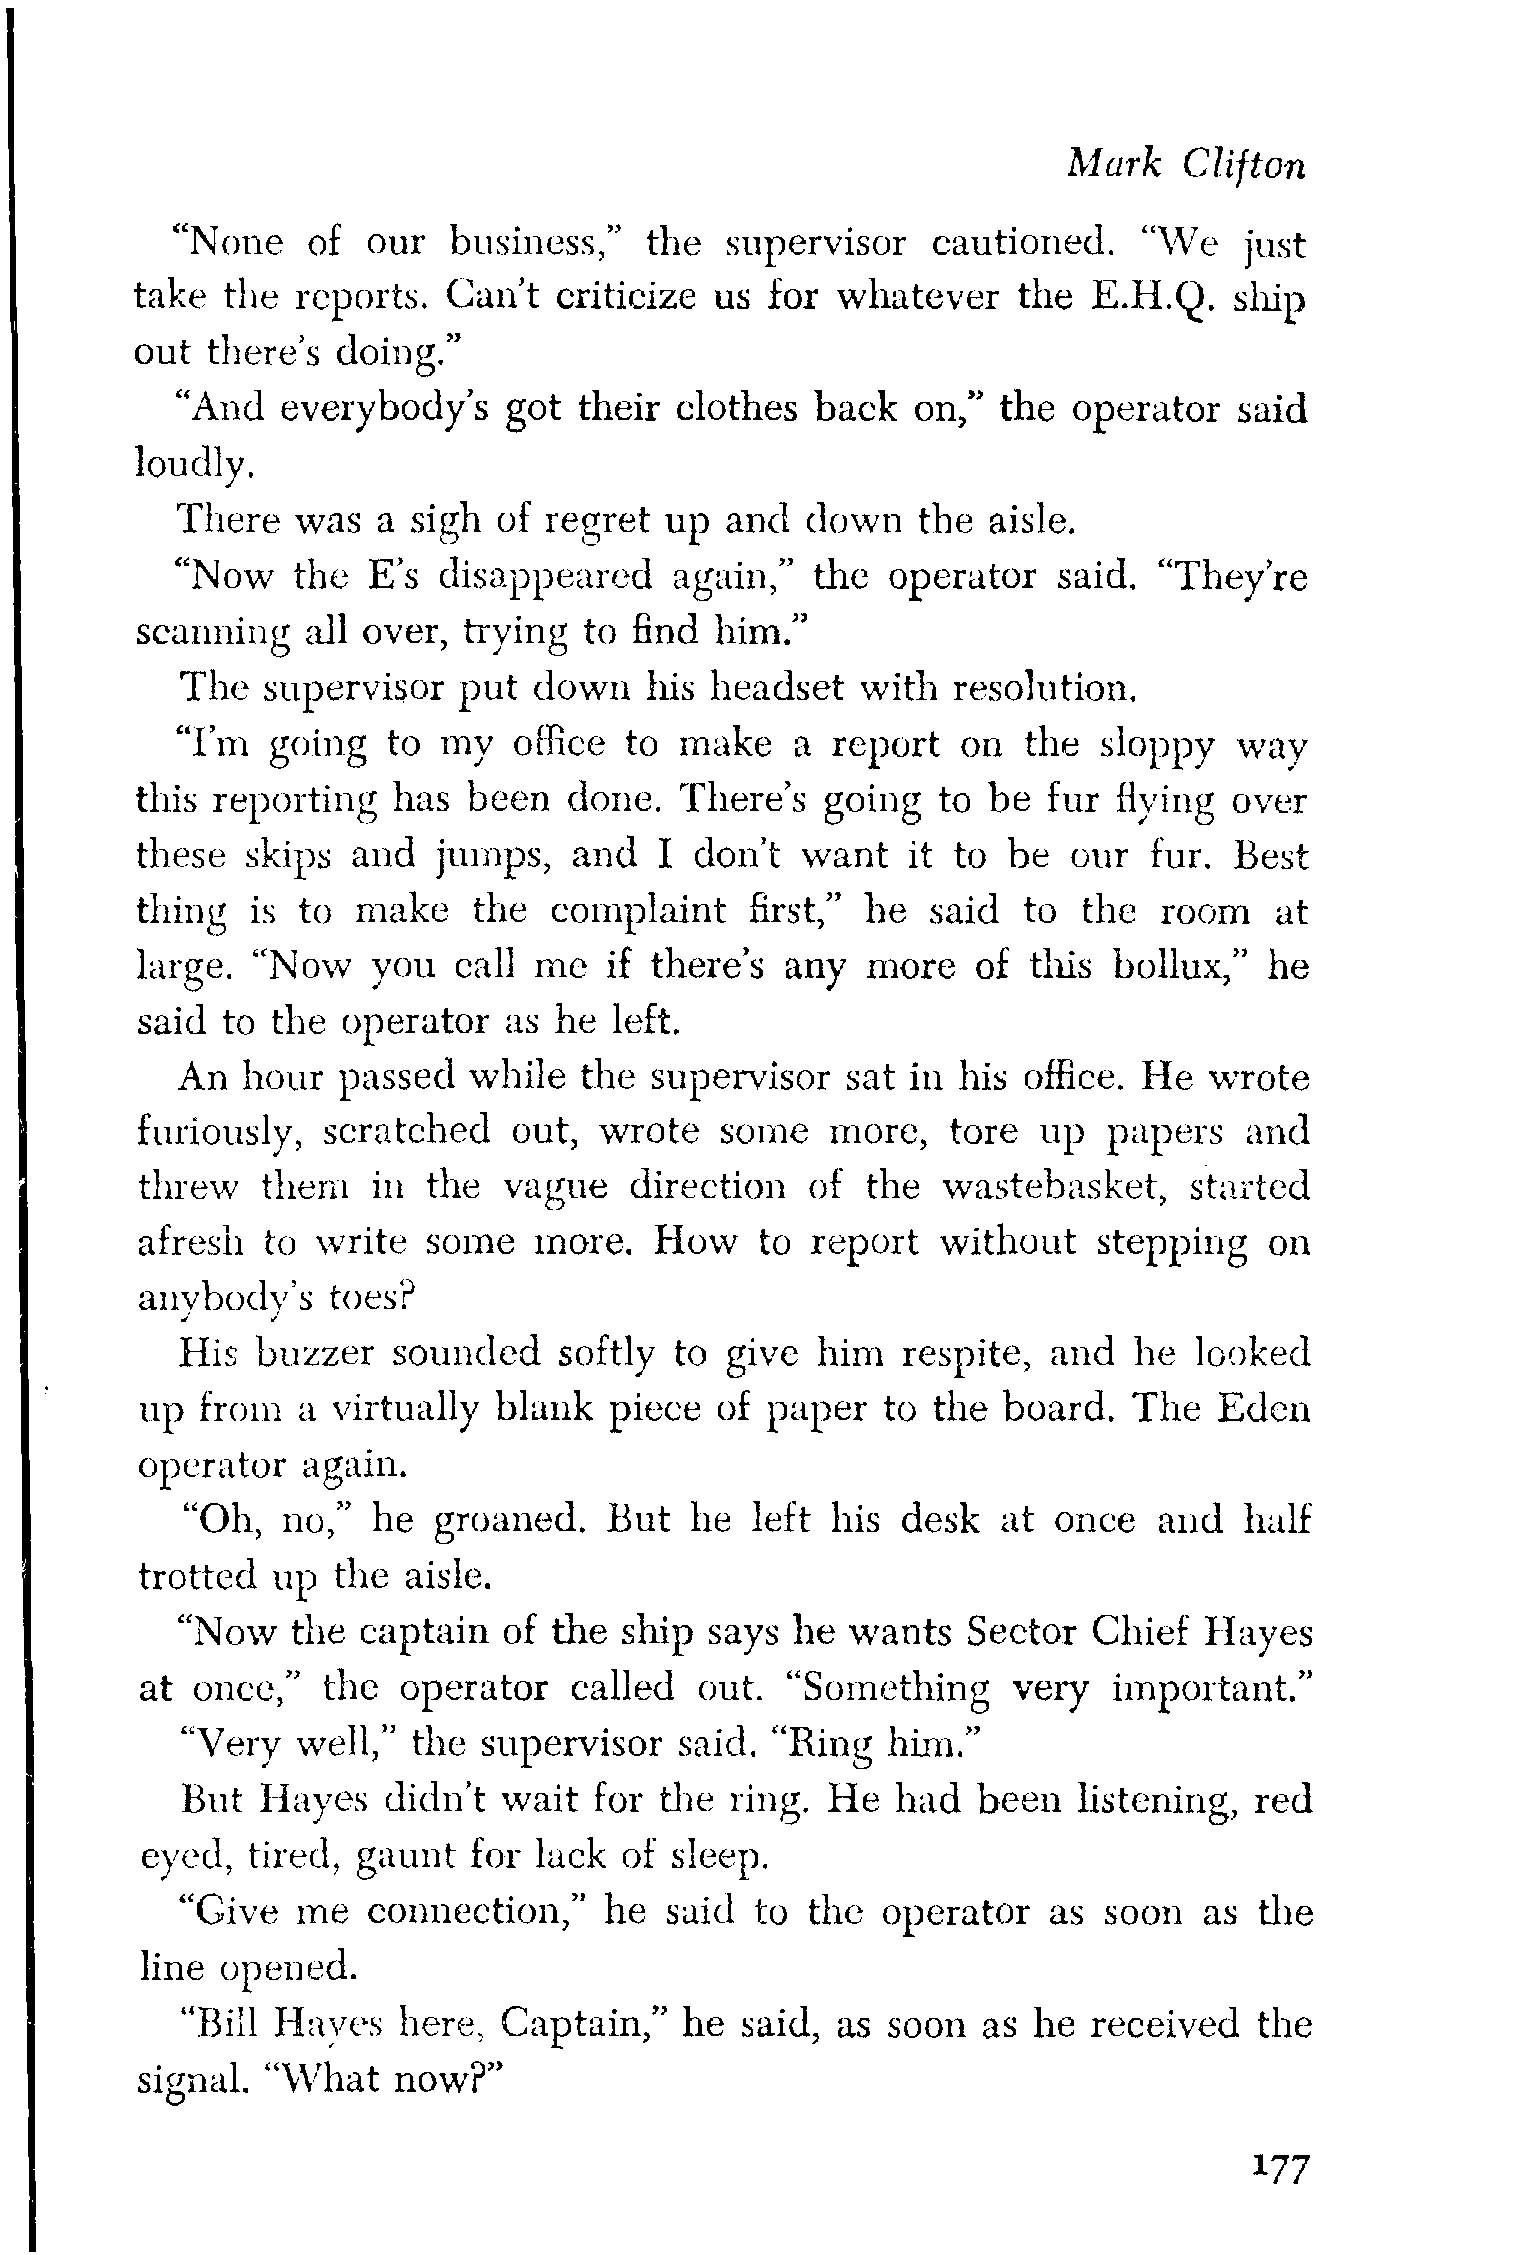 Mark Clifton
“None of our business,” the supervisor cautioned. “We just
take the reports. Can't criticize us for whatever the E.H.Q. ship
out there's doing.”
“And everybody's got their clothes back on,” the operator said
loudly.
There was a sigh of regret up and down the aisle.
“Now the E's disappeared again,” the operator said. “They're
scanning all over, trying to find him.”
The supervisor put down his headset with resolution.
“I'm going to my office to make a report on the sloppy way
this reporting has been done. There's going to be fur flying over
these skips and jumps, and I don't want it to be our fur. Best
thing is to make the complaint first,” he said to the room at
large. “Now you call me if there's any more of this bollux,” he
said to the operator as he left.
An hour passed while the supervisor sat in his office. He wrote
furiously, scratched out, wrote some more, tore up papers and
threw them in the vague direction of the wastebasket, started
afresh to write some more. How to report without stepping on
anybody's toes?
His buzzer sounded softly to give him respite, and he looked
up from a virtually blank piece of paper to the board. The Eden
operator again.
“Oh, no,” he groaned. But he left his desk at once and half
trotted up the aisle.
“Now the captain of the ship says he wants Sector Chief Hayes
at once,” the operator called out. “Something very important.”
“Very well,” the supervisor said. “Ring him.”
But Hayes didn't wait for the ring. He had been listening, red
eyed, tired, gaunt for lack of sleep.
“Give me connection,” he said to the operator as soon as the
line opened.
“Bill Hayes here, Captain,” he said, as soon as he received the
signal. “What now?”
177